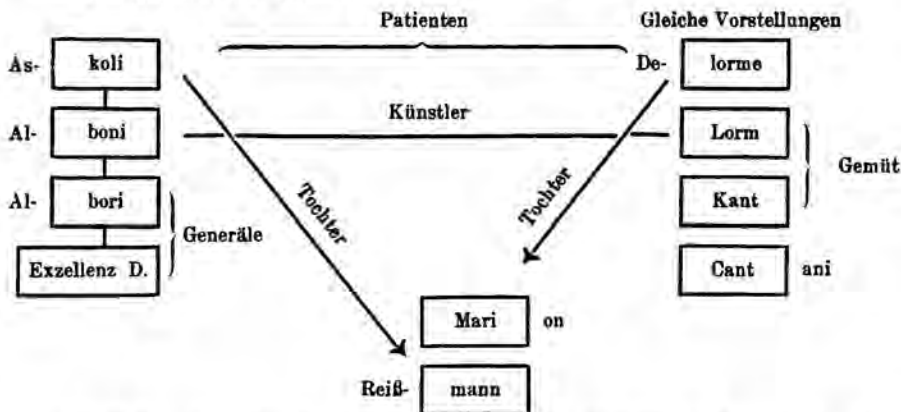 Patienten Gleiche Vorstellungen
As- koli De- lorme
Künstler
Al- boni Lorm
Gemüt
Al- bori Tochter Tochter Kant
Generäle
Exzellenz D. Cant ani
Mari on
Reiß- mann